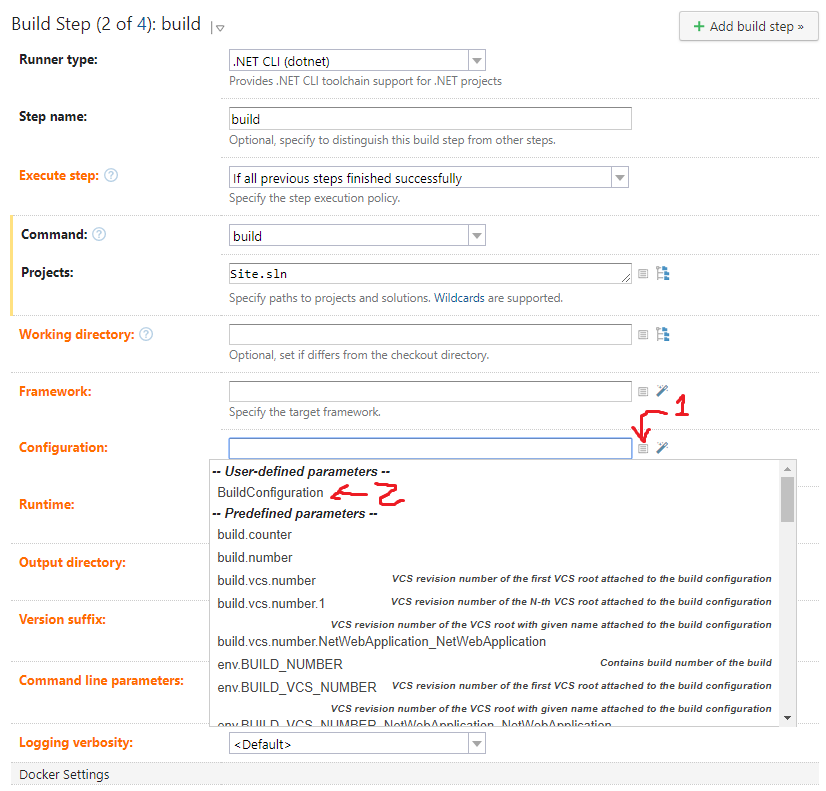 Build Step (2 of 4): build
+ Add build step »
Runner type:
.NET CLI (dotnet)
Provides .NET CLI toolchain support for .NET projects
Step name:
build
Optional, specify to distinguish this build step from other steps.
Execute step: ?
If all previous steps finished successfully
Specify the step execution policy.
Command: ?
build
Projects:
Site.sln
Specify paths to projects and solutions. Wildcards are supported.
Working directory: ?
Optional, set if differs from the checkout directory.
Framework:
Specify the target framework.
1
Configuration:
-- User-defined parameters --
BuildConfiguration
2
-- Predefined parameters --
Runtime:
build.counter
build.number
Output directory:
build.vcs.number VCS revision number of the first VCS root attached to the build configuration
build.vcs.number.1 VCS revision number of the N-th VCS root attached to the build configuration
Version suffix:
VCS revision number of the VCS root with given name attached to the build configuration
build.vcs.number.NetWebApplication_NetWebApplication
env.BUILD_NUMBER Contains build number of the build
Command line parameters:
env.BUILD_VCS_NUMBER VCS revision number of the first VCS root attached to the build configuration
VCS revision number of the VCS root with given name attached to the build configuration
env.BUILD_VCS_NUMBER_NetWebApplication_NetWebApplication
Logging verbosity:
<Default>
Docker Settings